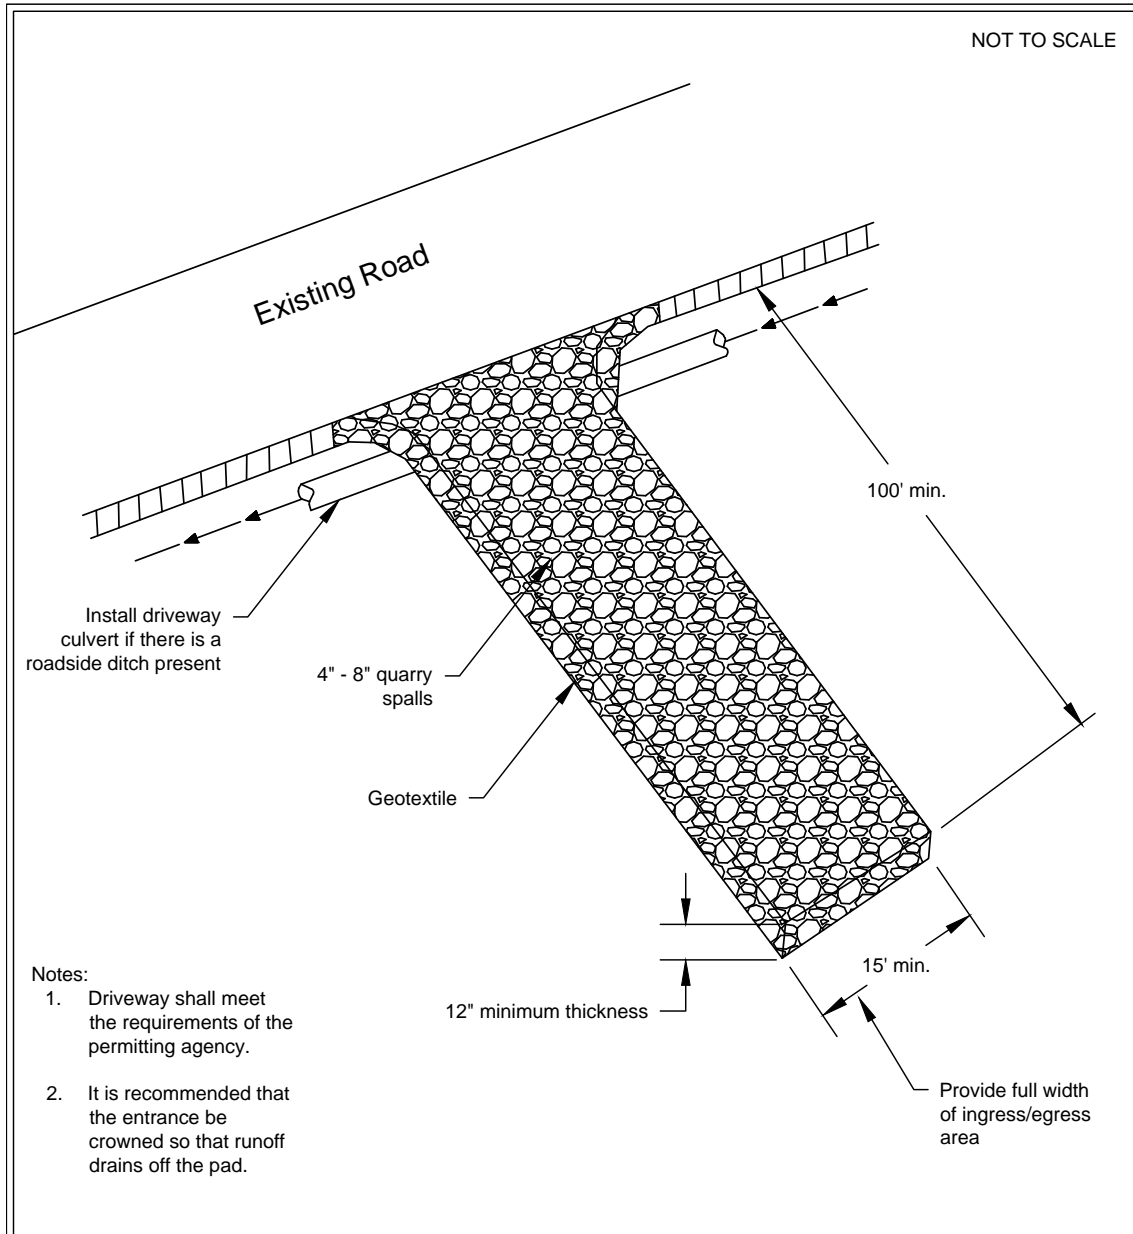 NOT TO SCALE
Existing Road
100' min.
Install driveway
culvert if there is a
roadside ditch present
4" - 8" quarry
spalls
Geotextile
15' min.
12" minimum thickness
Provide full width
of ingress/egress
area
Notes:
1. Driveway shall meet
the requirements of the
permitting agency.
2. It is recommended that
the entrance be
crowned so that runoff
drains off the pad.